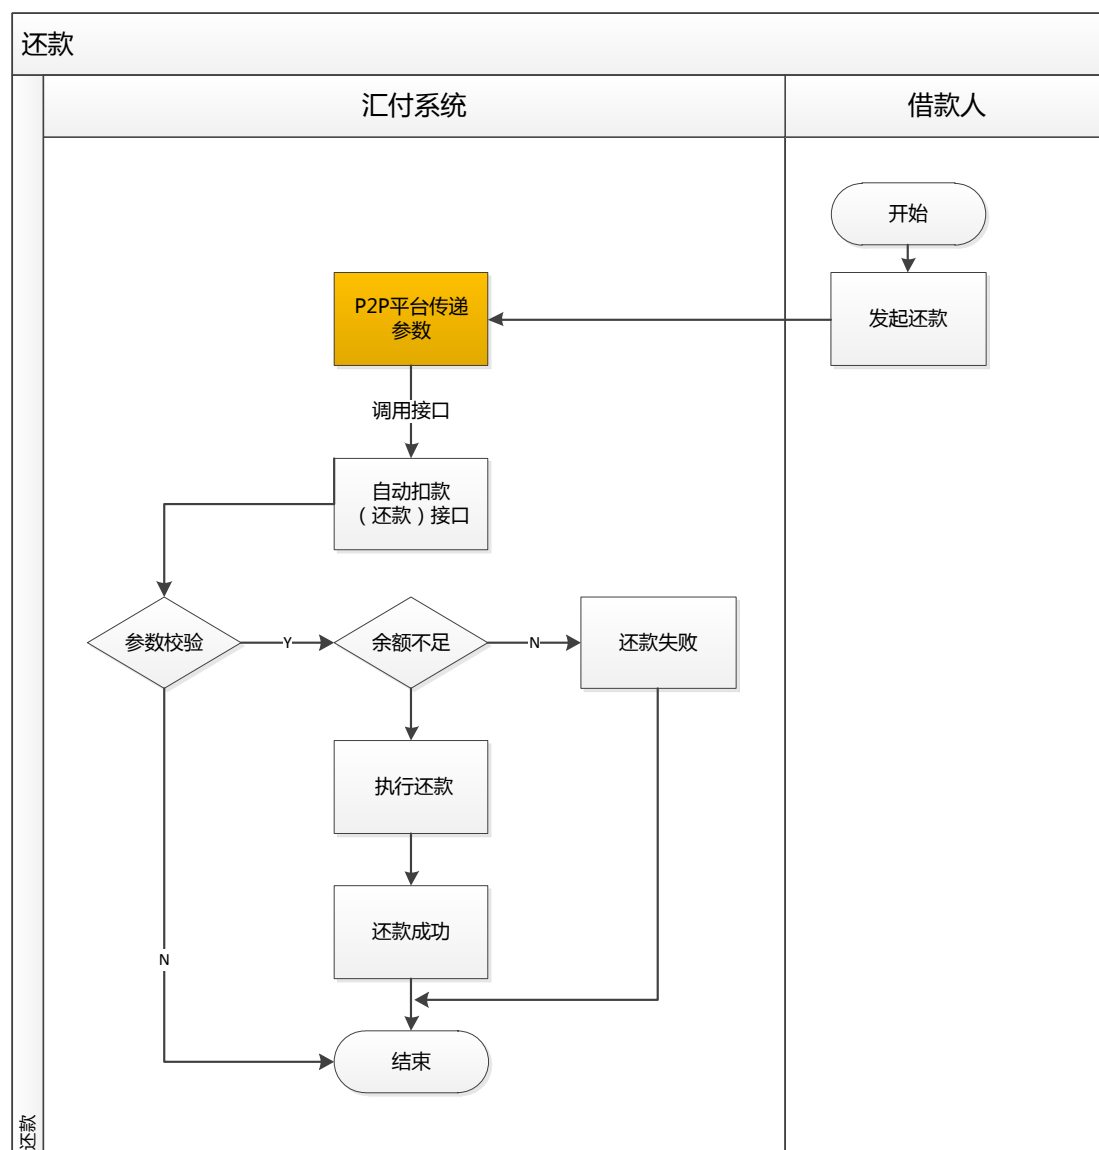 还款
汇付系统
借款人
开始
P2P平台传递
参数
发起还款
调用接口
自动扣款
（还款）接口
参数校验
Y
余额不足
N
还款失败
执行还款
还款成功
N
结束
还款